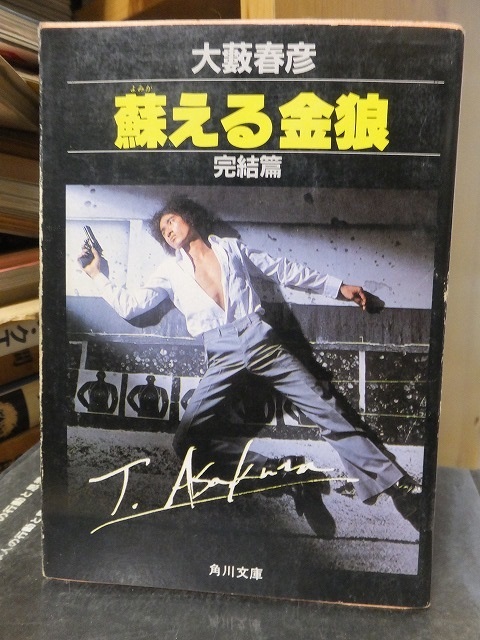 大藪春彦
よみが
蘇える金狼
完結篇
T. Asakura
角川文庫